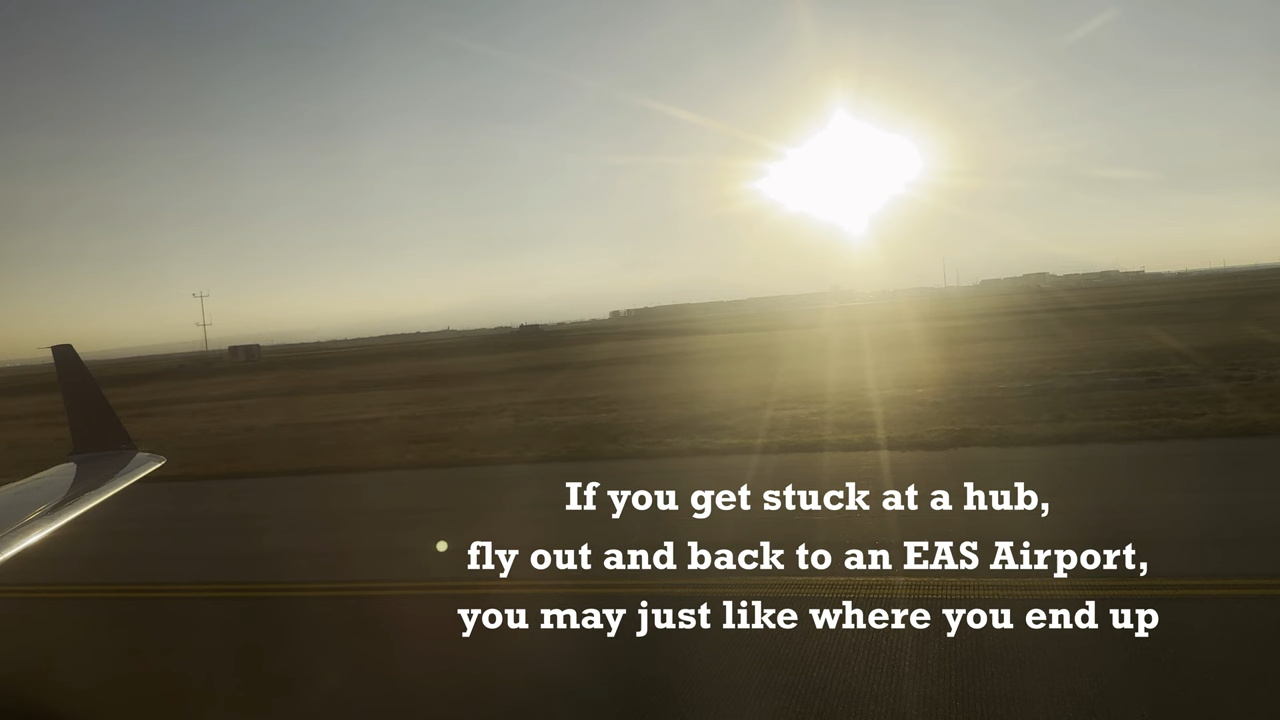 If you get stuck at a hub,
fly out and back to an EAS Airport,
you may just like where you end up